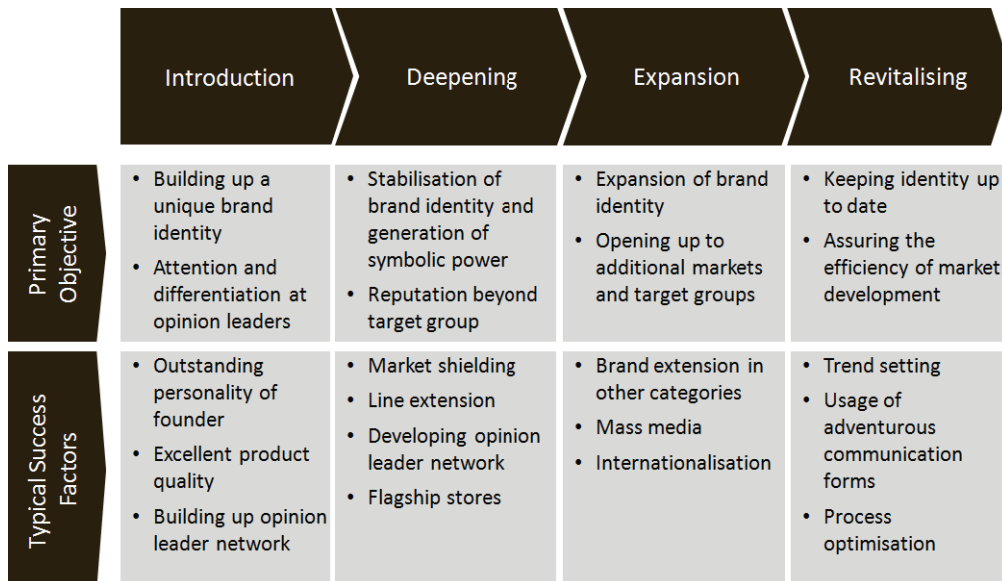 Introduction
Deepening
Expansion
Revitalising
Primary
Objective
• Building up a
unique brand
identity
• Attention and
differentiation at
opinion leaders
• Stabilisation of
brand identity and
generation of
symbolic power
• Reputation beyond
target group
• Expansion of brand
identity
• Opening up to
additional markets
and target groups
• Keeping identity up
to date
• Assuring the
efficiency of market
development
Typical Success
Factors
• Outstanding
personality of
founder
• Excellent product
quality
• Building up opinion
leader network
• Market shielding
• Line extension
• Developing opinion
leader network
• Flagship stores
• Brand extension in
other categories
• Mass media
• Internationalisation
• Trend setting
• Usage of
adventurous
communication
forms
• Process
optimisation